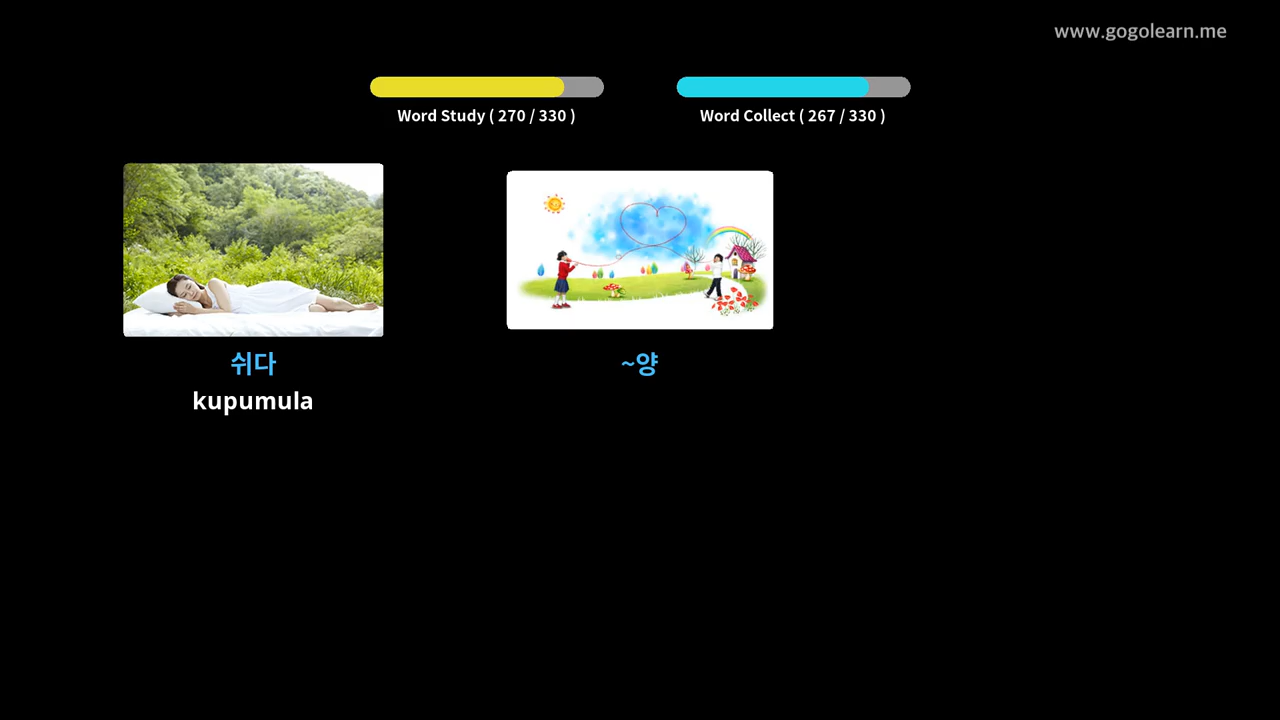 www.gogolearn.me
Word Study ( 270 / 330 )
Word Collect ( 267 / 330 )
쉬다
kupumula
~양